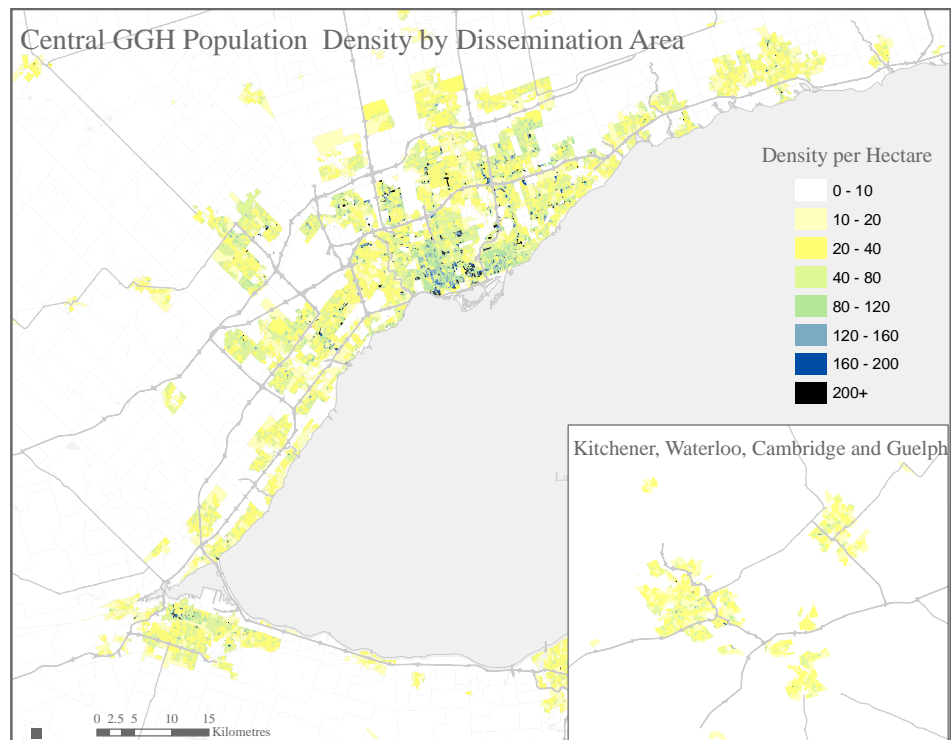 Central GGH Population Density by Dissemination Area
Density per Hectare
0 - 10
10 - 20
20 - 40
40 - 80
80 - 120
120 - 160
160 - 200
200+
La
Kitchener, Waterloo, Cambridge and Guelph
0 2.5 5 10 15
Kilometres